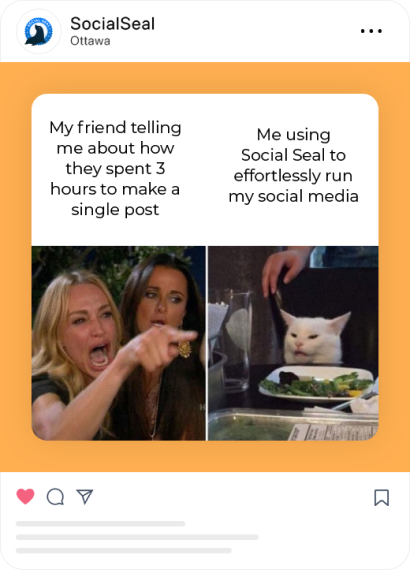 SocialSeal
Ottawa
My friend telling
me about how
they spent 3
hours to make a
single post
Me using
Social Seal to
effortlessly run
my social media